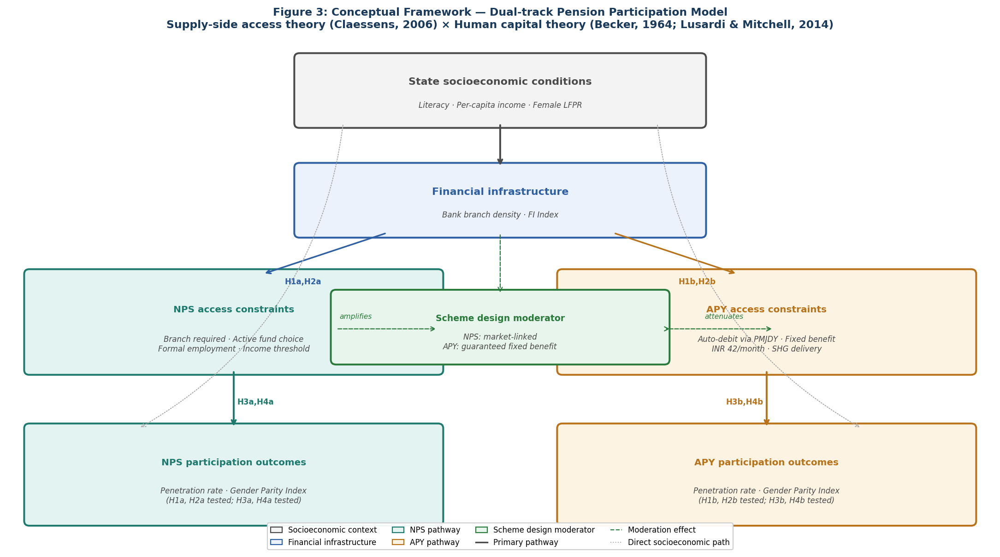 Figure 3: Conceptual Framework — Dual-track Pension Participation Model
Supply-side access theory (Claessens, 2006) × Human capital theory (Becker, 1964; Lusardi & Mitchell, 2014)
State socioeconomic conditions
Literacy · Per-capita income · Female LFPR
Financial infrastructure
Bank branch density · FI Index
H1a,H2a
H1b,H2b
NPS access constraints
Branch required · Active fund choice
Formal employment · Income threshold
amplifies
Scheme design moderator
NPS: market-linked
APY: guaranteed fixed benefit
APY access constraints
attenuates
Auto-debit via PMJDY · Fixed benefit
INR 42/month · SHG delivery
H3a,H4a
H3b,H4b
NPS participation outcomes
Penetration rate · Gender Parity Index
(H1a, H2a tested; H3a, H4a tested)
APY participation outcomes
Penetration rate · Gender Parity Index
(H1b, H2b tested; H3b, H4b tested)
Socioeconomic context
Financial infrastructure
NPS pathway
APY pathway
Scheme design moderator
Primary pathway
Moderation effect
Direct socioeconomic path